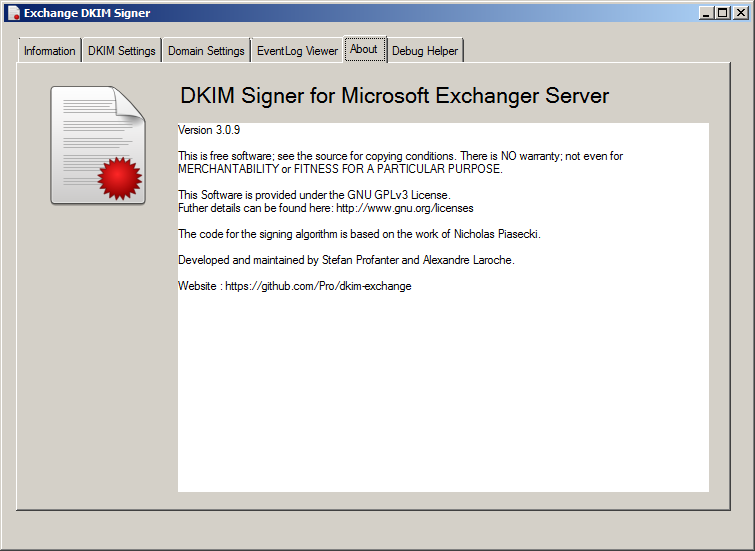 Exchange DKIM Signer
Information
DKIM Settings
Domain Settings
EventLog Viewer
About
Debug Helper
DKIM Signer for Microsoft Exchanger Server
Version 3.0.9
This is free software; see the source for copying conditions. There is NO warranty; not even for
MERCHANTABILITY or FITNESS FOR A PARTICULAR PURPOSE.
This Software is provided under the GNU GPLv3 License.
Futher details can be found here: http://www.gnu.org/licenses
The code for the signing algorithm is based on the work of Nicholas Piasecki.
Developed and maintained by Stefan Profanter and Alexandre Laroche.
Website : https://github.com/Pro/dkim-exchange